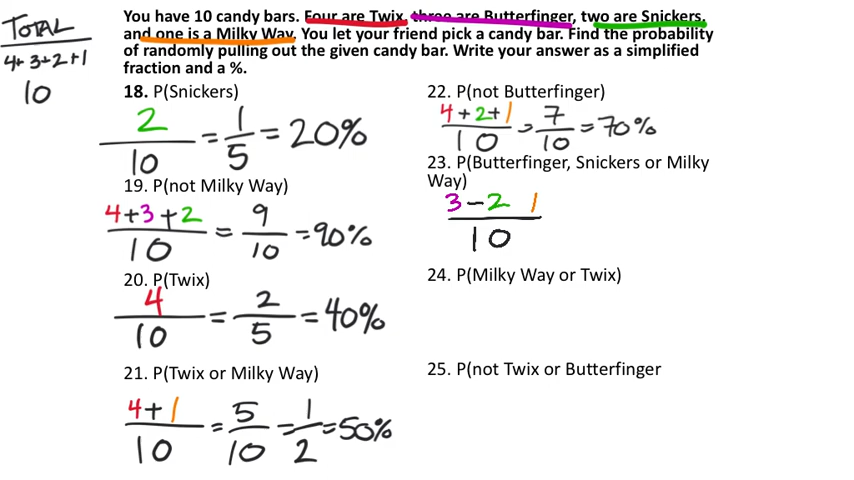 TOTAL
4+3+2+1
10
You have 10 candy bars. Four are Twix, three are Butterfinger, two are Snickers,
and one is a Milky Way. You let your friend pick a candy bar. Find the probability
of randomly pulling out the given candy bar. Write your answer as a simplified
fraction and a %.
18. P(Snickers)
2/10 = 1/5 = 20%
19. P(not Milky Way)
4+3+2/10 = 9/10 = 90%
20. P(Twix)
4/10 = 2/5 = 40%
21. P(Twix or Milky Way)
4+1/10 = 5/10 = 1/2 = 50%
22. P(not Butterfinger)
4+2+1/10 = 7/10 = 70%
23. P(Butterfinger, Snickers or Milky
Way)
3-2 1/10
24. P(Milky Way or Twix)
25. P(not Twix or Butterfinger